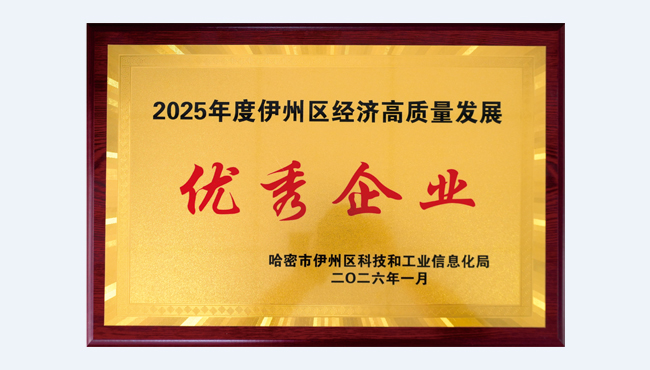 2025年度伊州区经济高质量发展
优秀企业
哈密市伊州区科技和工业信息化局
二〇二六年一月